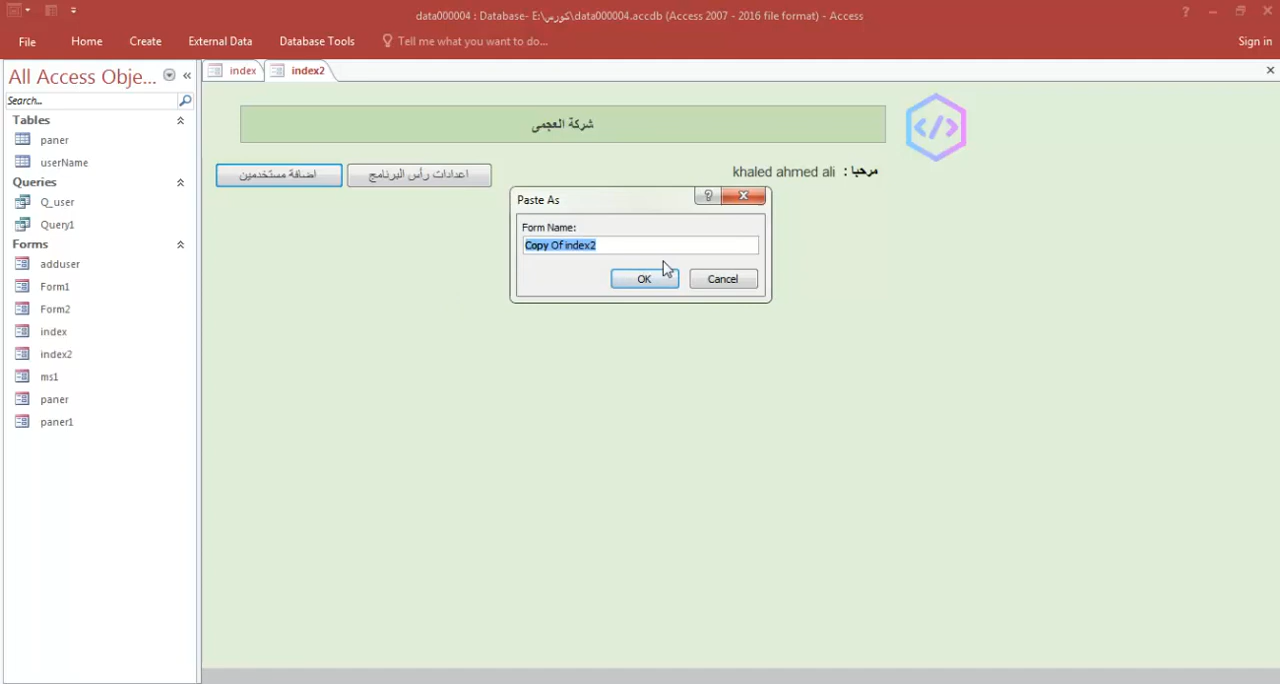 data000004 : Database- E:\كورس\data000004.accdb (Access 2007 - 2016 file format) - Access
File Home Create External Data Database Tools Tell me what you want to do... Sign in
All Access Obje...
Search...
Tables
paner
userName
Queries
Q_user
Query1
Forms
adduser
Form1
Form2
index
index2
ms1
paner
paner1
index index2
شركة العجمى
مرحبا : khaled ahmed ali
اضافة مستخدمين اعدادات رأس البرنامج
Paste As
Form Name:
Copy Of index2
OK Cancel